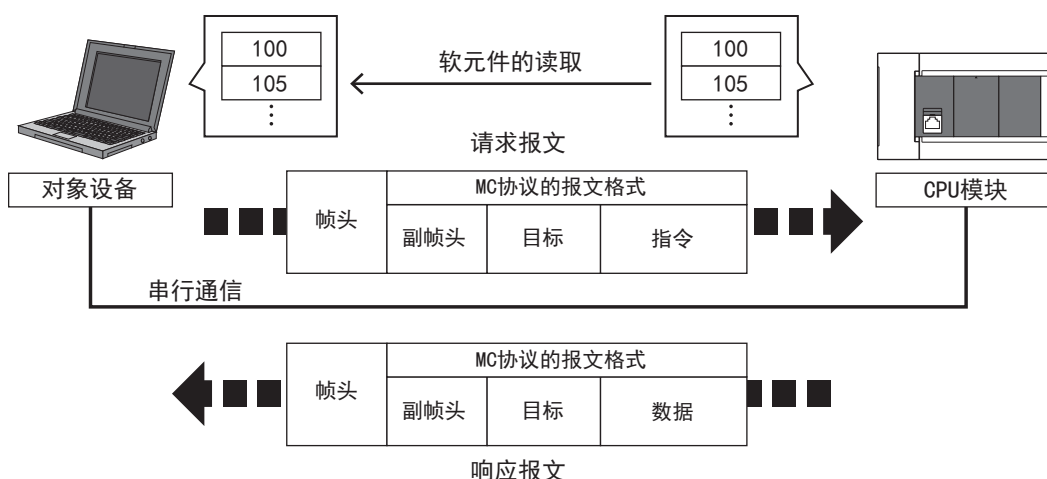 100
105
⋮
软元件的读取
100
105
⋮
请求报文
对象设备
CPU模块
帧头
MC协议的报文格式
副帧头
目标
指令
串行通信
帧头
MC协议的报文格式
副帧头
目标
数据
响应报文